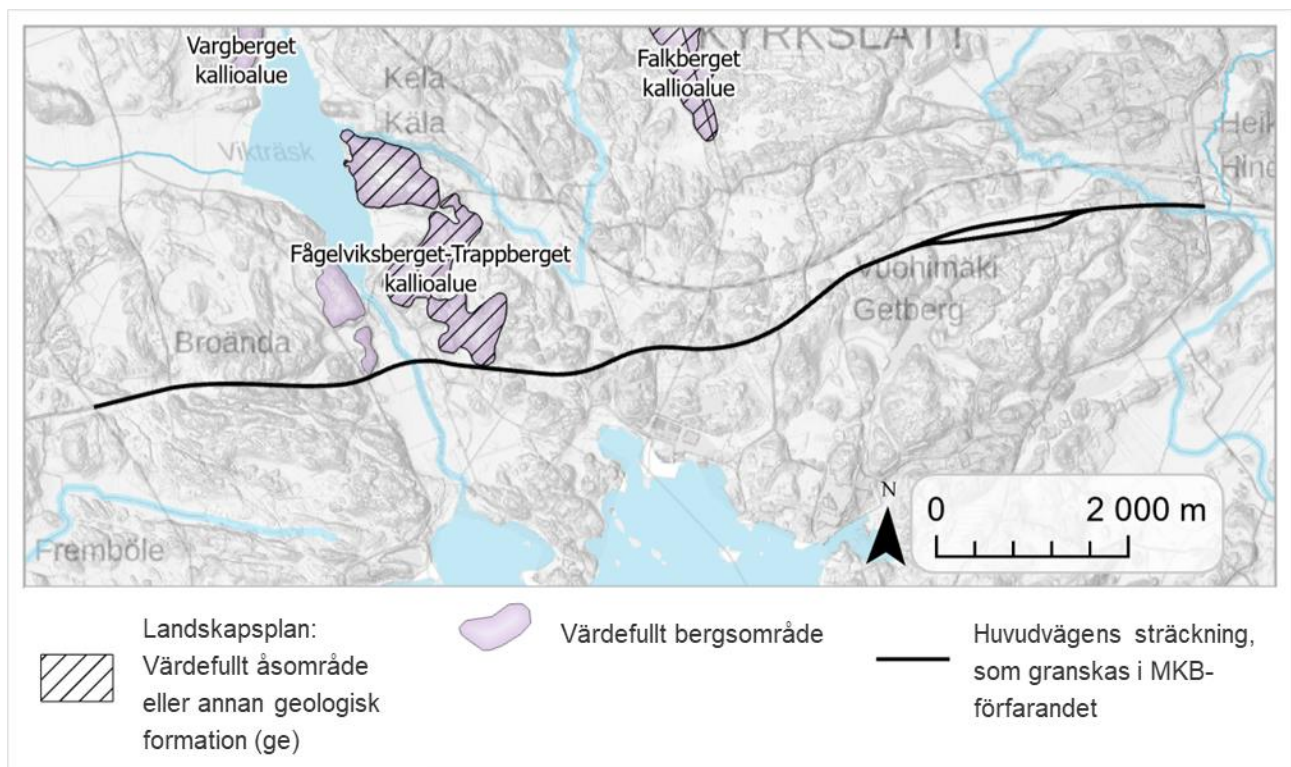 KYRKSLÄTT
Vargberget
kallioalue
Falkberget
kallioalue
Kela
Käla
Vikträsk
Fågelviksberget-Trappberget
kallioalue
Vuohimäki
Getberg
Broända
Fremböle
N
0 2 000 m
Landskapsplan:
Värdefullt åsområde
eller annan geologisk
formation (ge)
Värdefullt bergsområde
Huvudvägens sträckning,
som granskas i MKB-
förfarandet